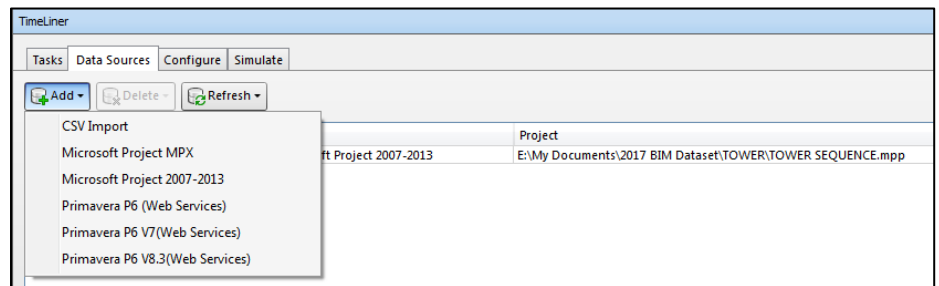 TimeLiner
Tasks Data Sources Configure Simulate
Add Delete Refresh
CSV Import
Project
Microsoft Project MPX
ft Project 2007-2013 E:\My Documents\2017 BIM Dataset\TOWER\TOWER SEQUENCE.mpp
Microsoft Project 2007-2013
Primavera P6 (Web Services)
Primavera P6 V7(Web Services)
Primavera P6 V8.3(Web Services)